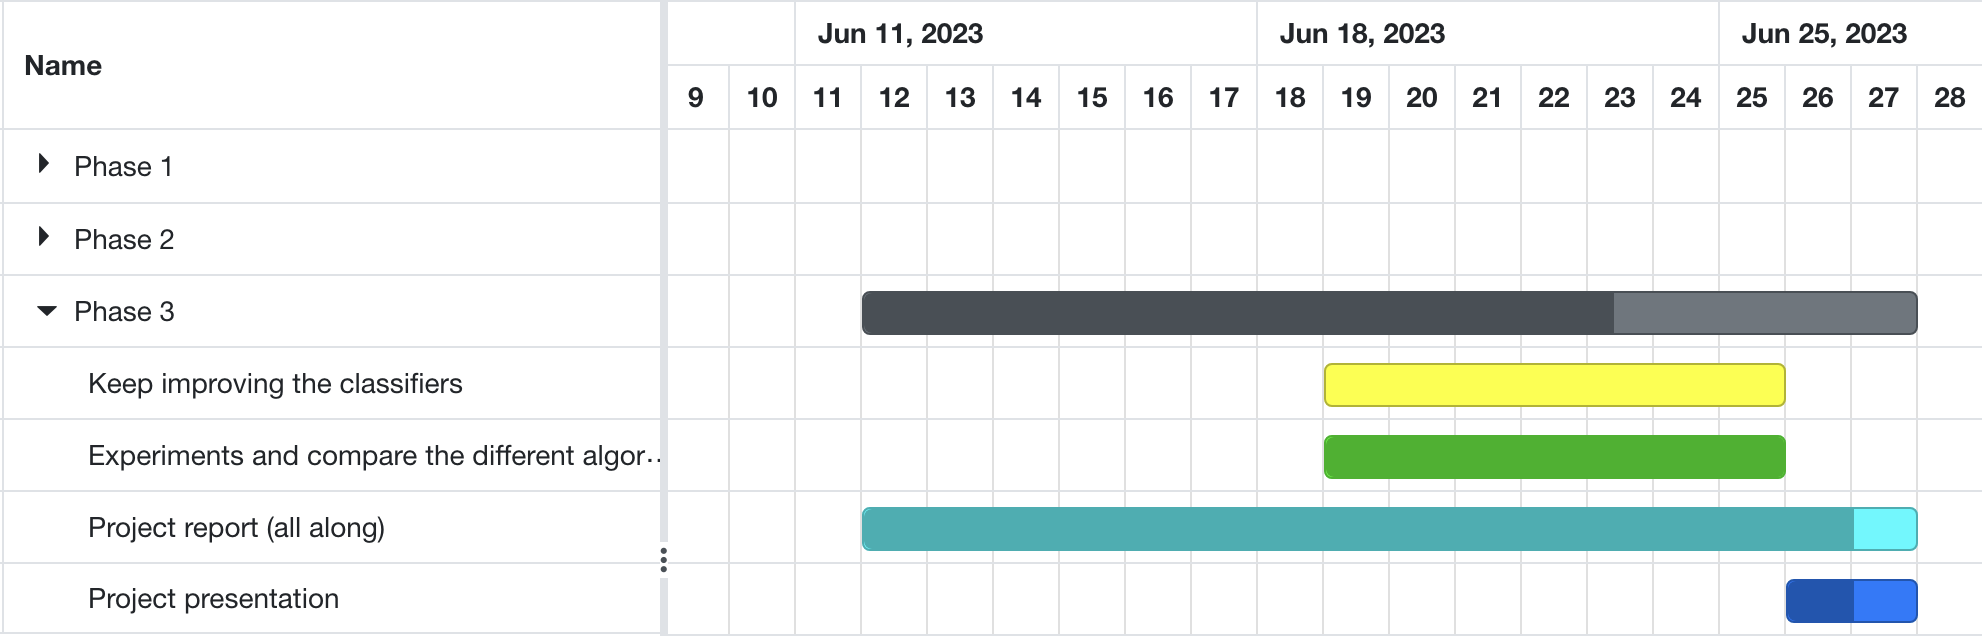 Name
Jun 11, 2023 Jun 18, 2023 Jun 25, 2023
9 10 11 12 13 14 15 16 17 18 19 20 21 22 23 24 25 26 27 28
Phase 1
Phase 2
Phase 3
Keep improving the classifiers
Experiments and compare the different algor...
Project report (all along)
Project presentation